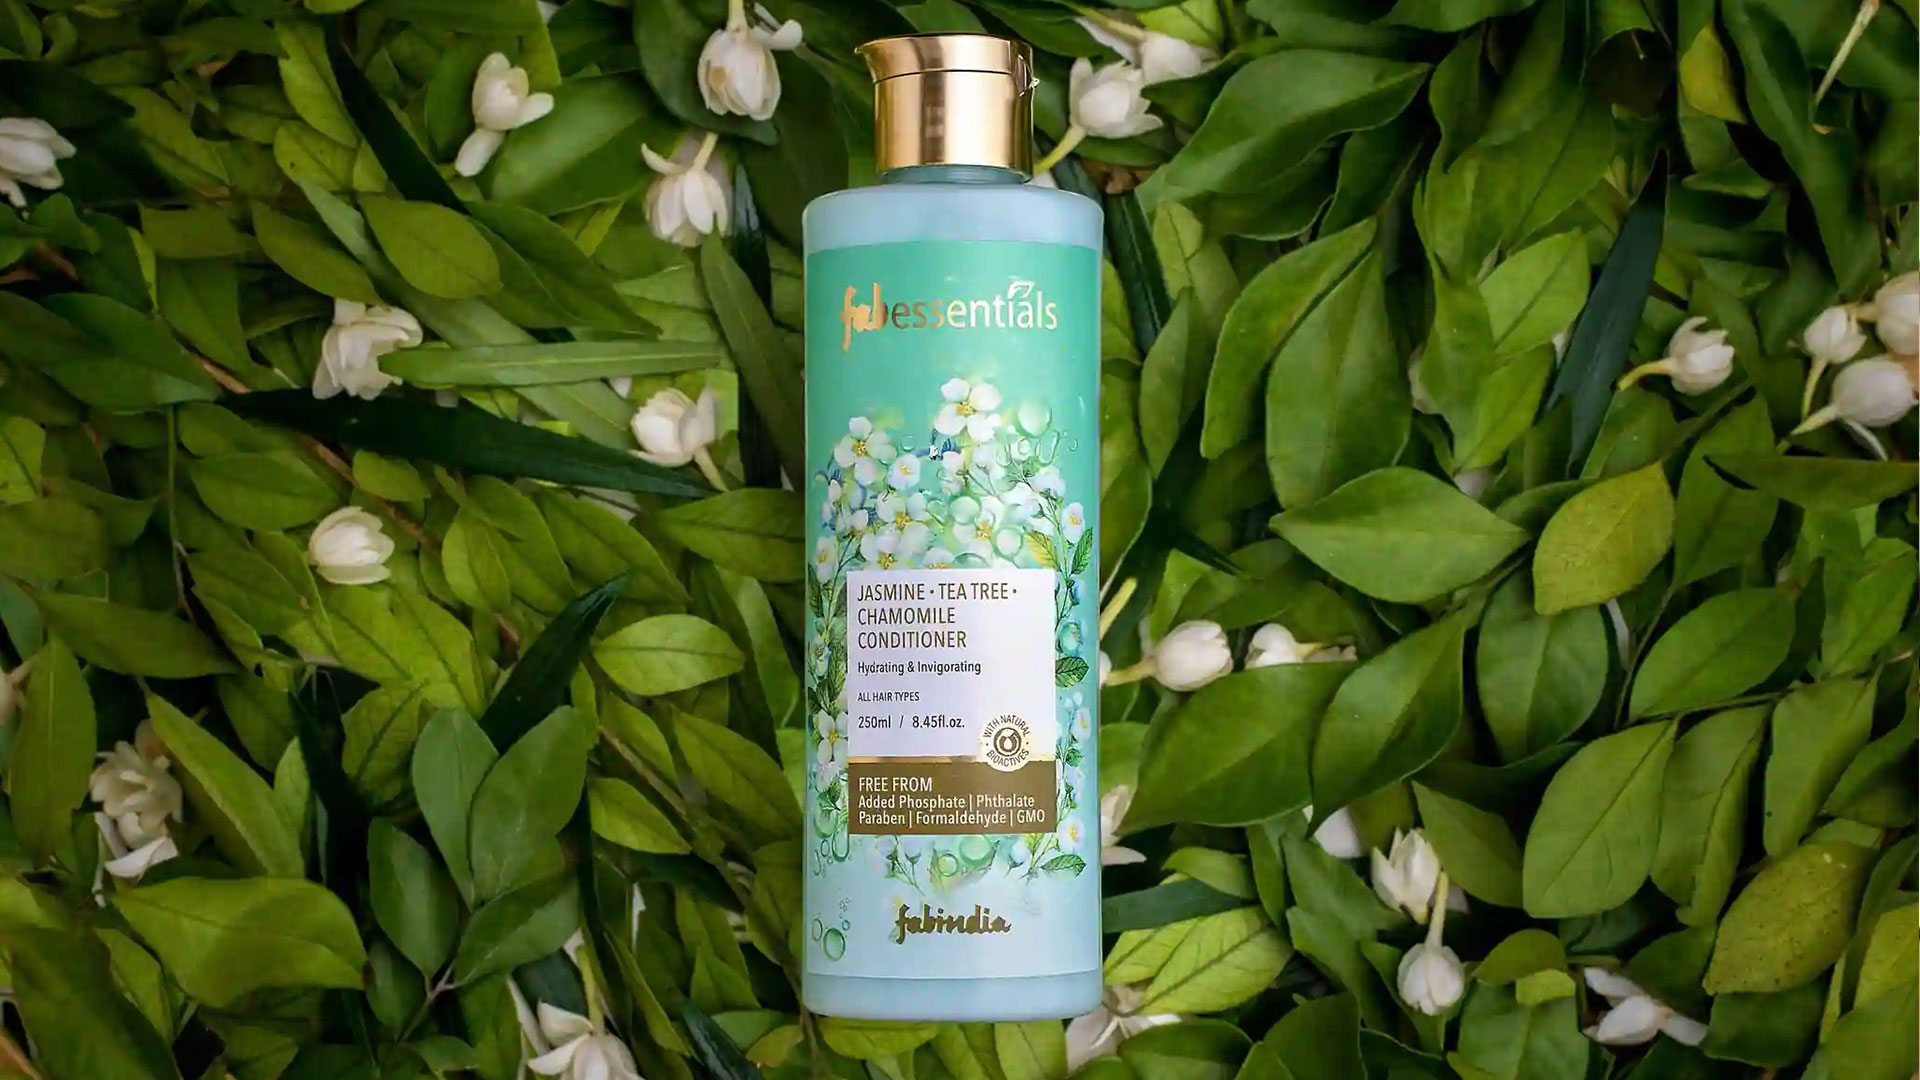 fabessentials
JASMINE · TEA TREE ·
CHAMOMILE
CONDITIONER
Hydrating & Invigorating
ALL HAIR TYPES
250ml / 8.45fl.oz.
WITH NATURAL BIOACTIVES
FREE FROM
Added Phosphate | Phthalate
Paraben | Formaldehyde | GMO
fabindia